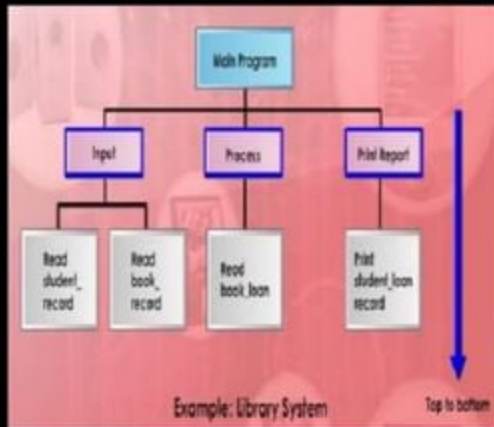 Main Program
Input
Process
Print Report
Read
student_
record
Read
book_
record
Read
book_loan
Print
student_loan
record
Example: Library System
Top to bottom